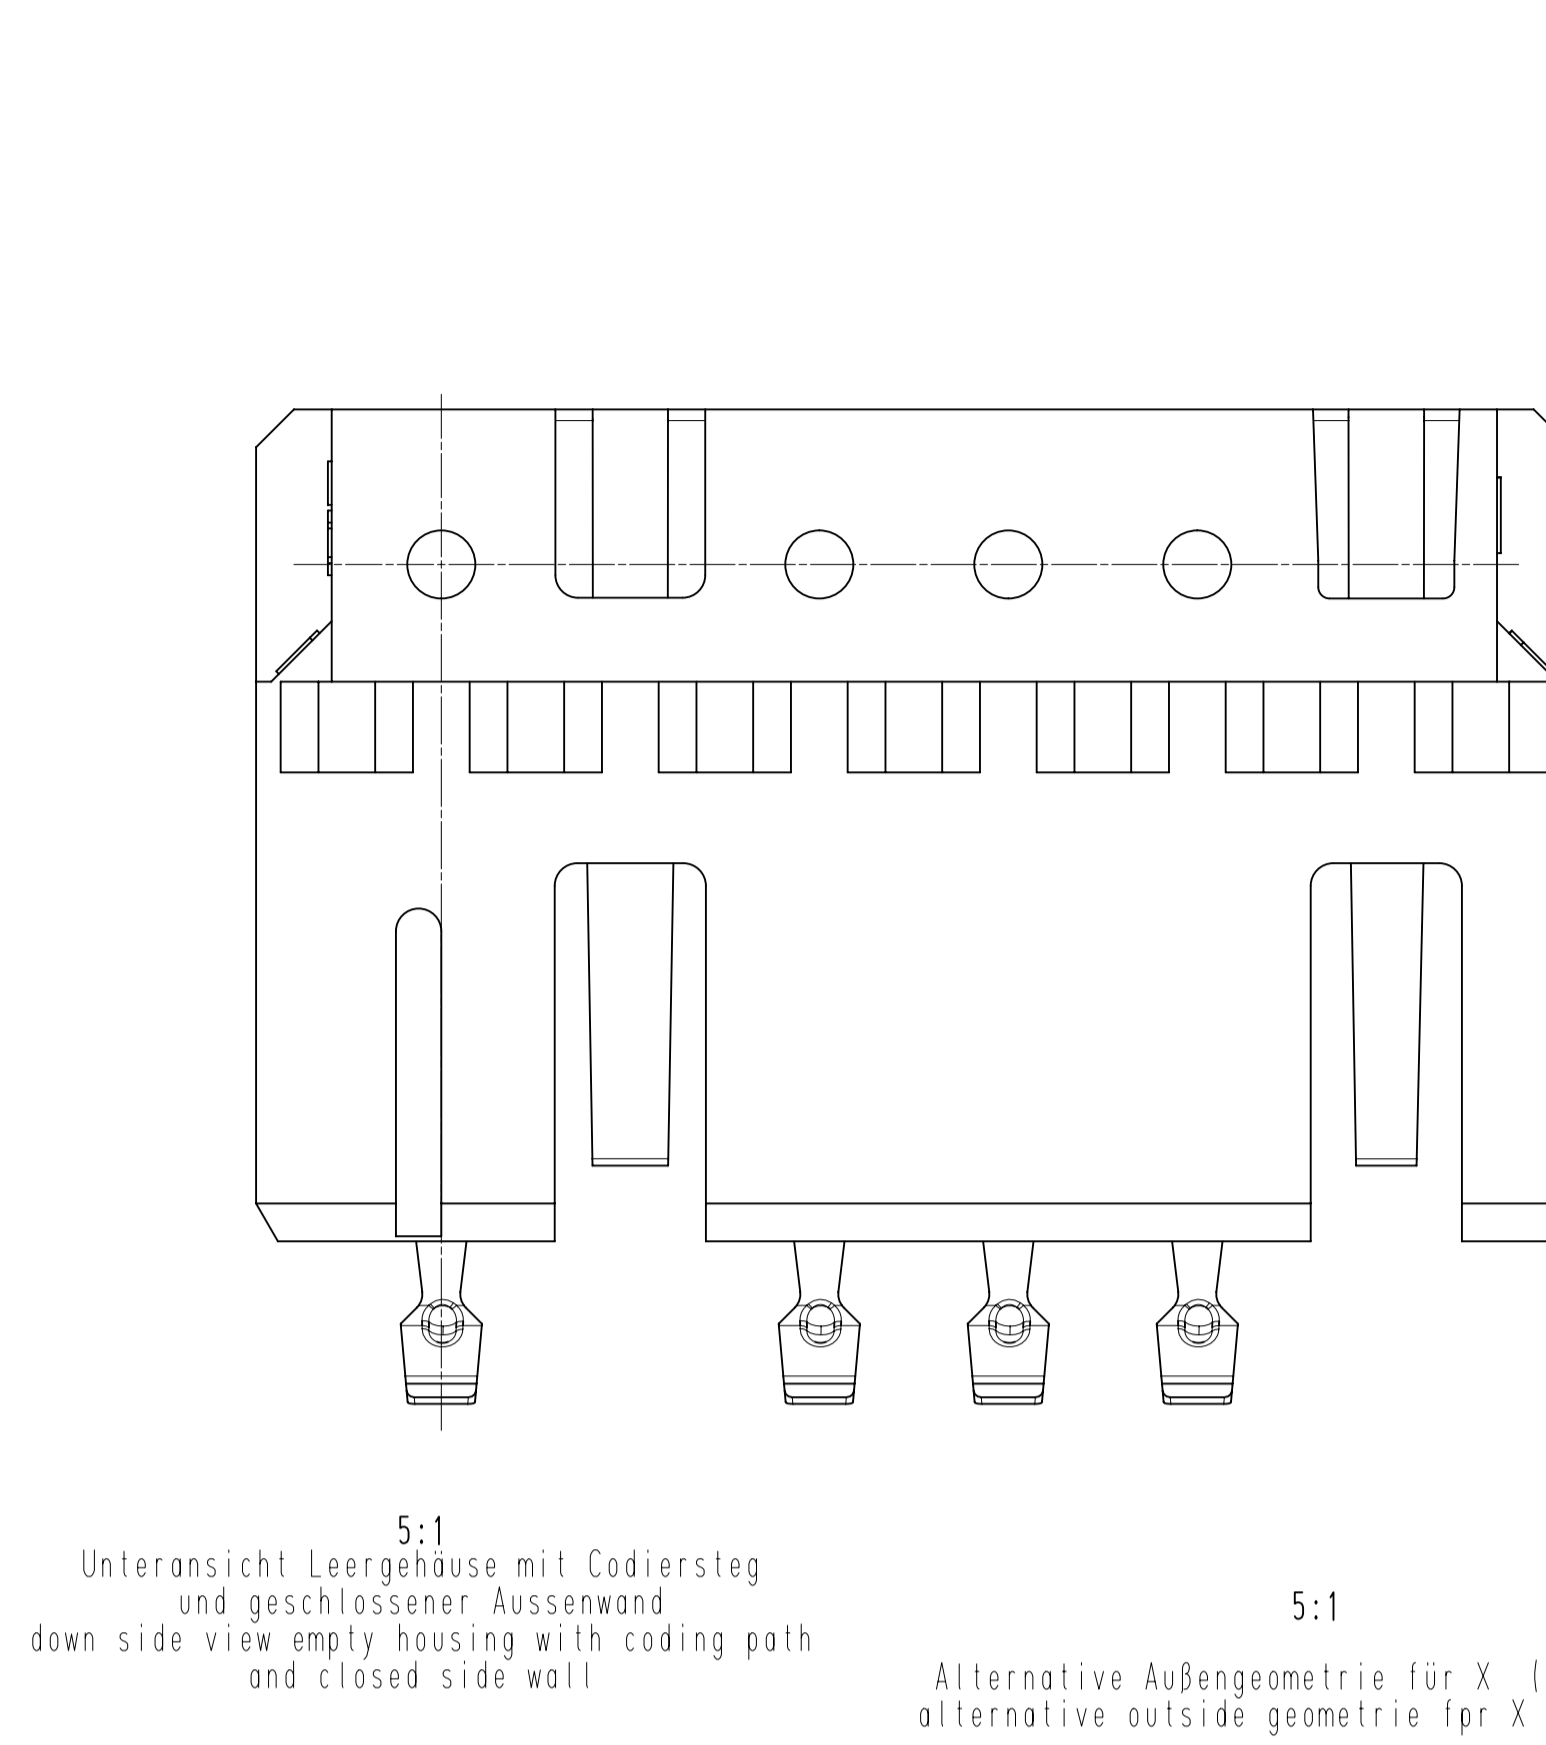 5:1
Unteransicht Leergehäuse mit Codiersteg
und geschlossener Aussenwand
down side view empty housing with coding path
and closed side wall
5:1
Alternative Außengeometrie für X (
alternative outside geometrie fpr X